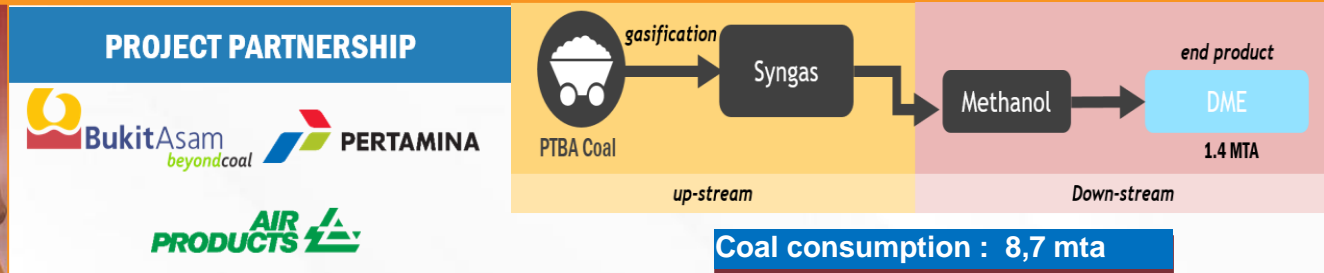 PROJECT PARTNERSHIP
BukitAsam
beyondcoal
PERTAMINA
AIR
PRODUCTS
gasification
Syngas
PTBA Coal
up-stream
end product
Methanol
DME
1.4 MTA
Down-stream
Coal consumption : 8,7 mta